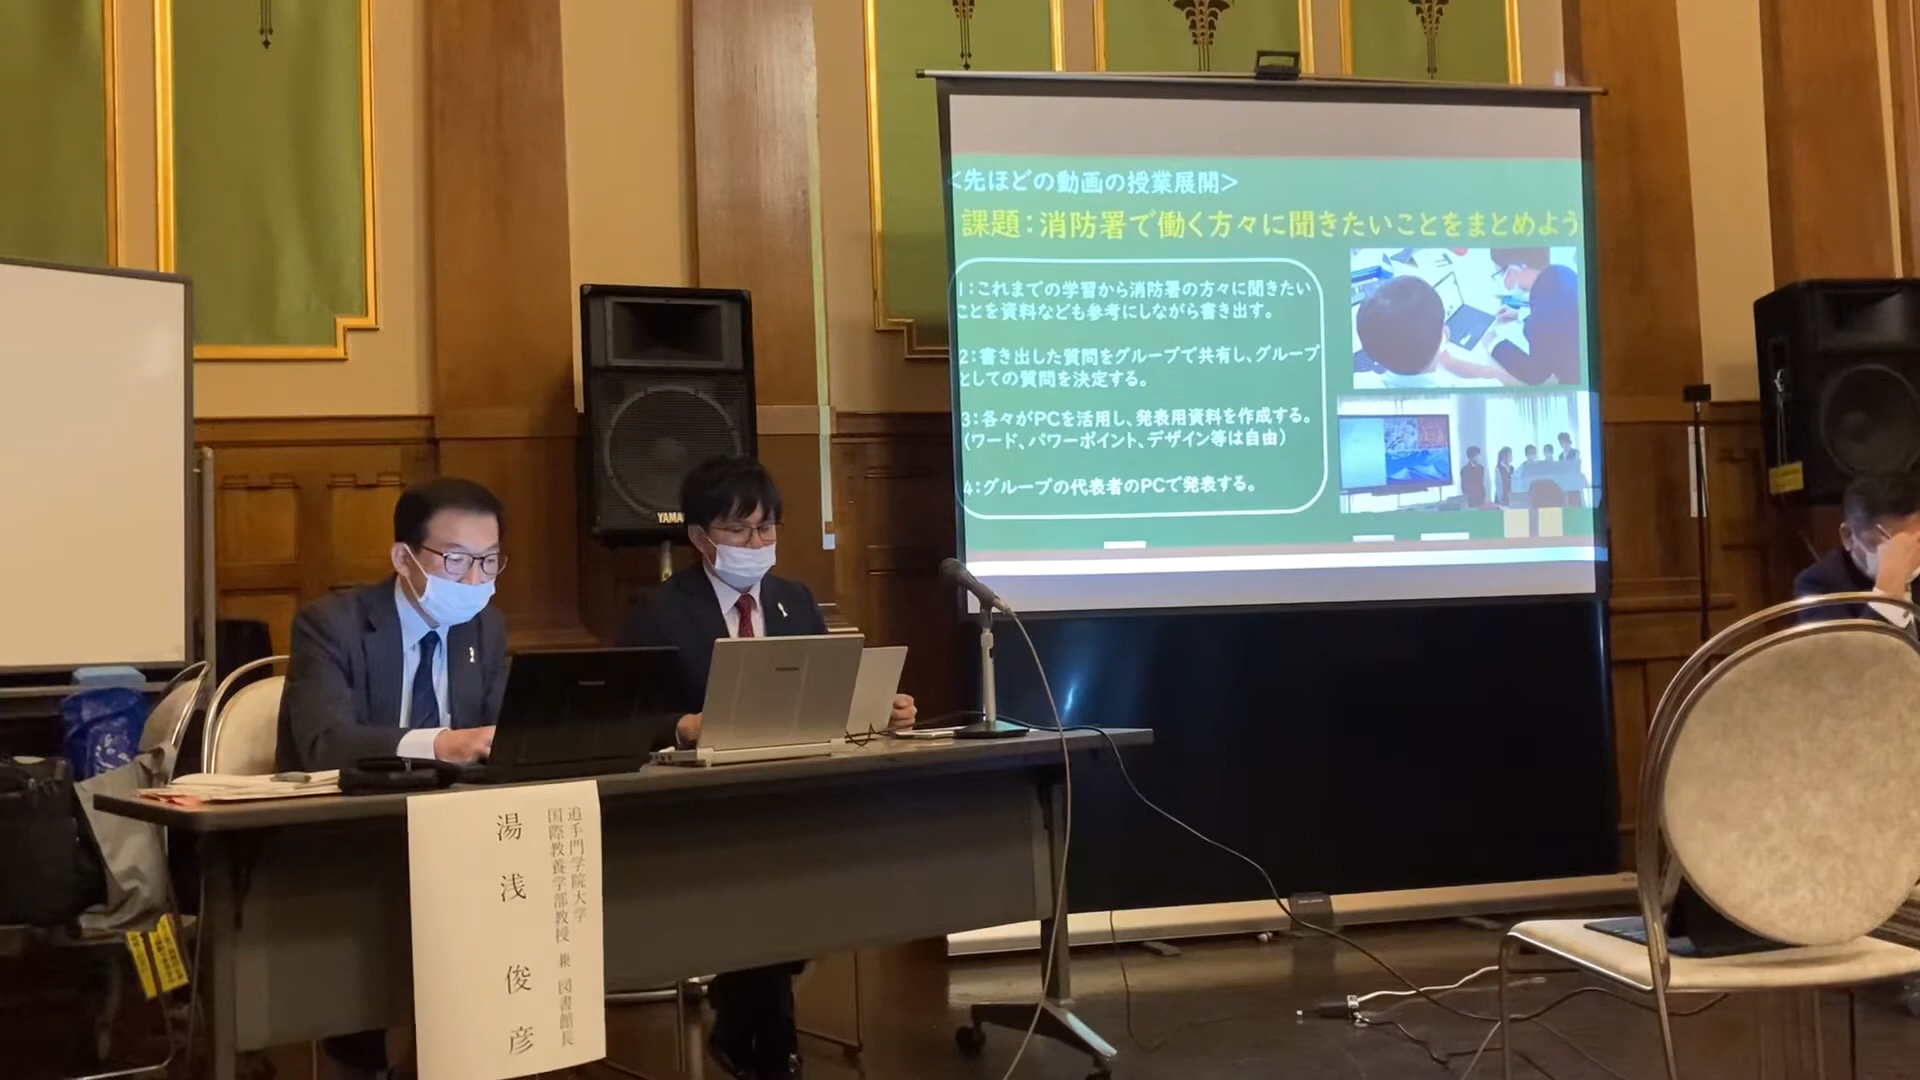 <先ほどの動画の授業展開>
課題：消防署で働く方々に聞きたいことをまとめよう
1：これまでの学習から消防署の方々に聞きたい
ことを資料なども参考にしながら書き出す。
2：書き出した質問をグループで共有し、グループ
としての質問を決定する。
3：各々がPCを活用し、発表用資料を作成する。
(ワード、パワーポイント、デザイン等は自由)
4：グループの代表者のPCで発表する。
YAMA
Panasonic
追手門学院大学
国際教養学部教授 兼 図書館長
湯浅俊彦